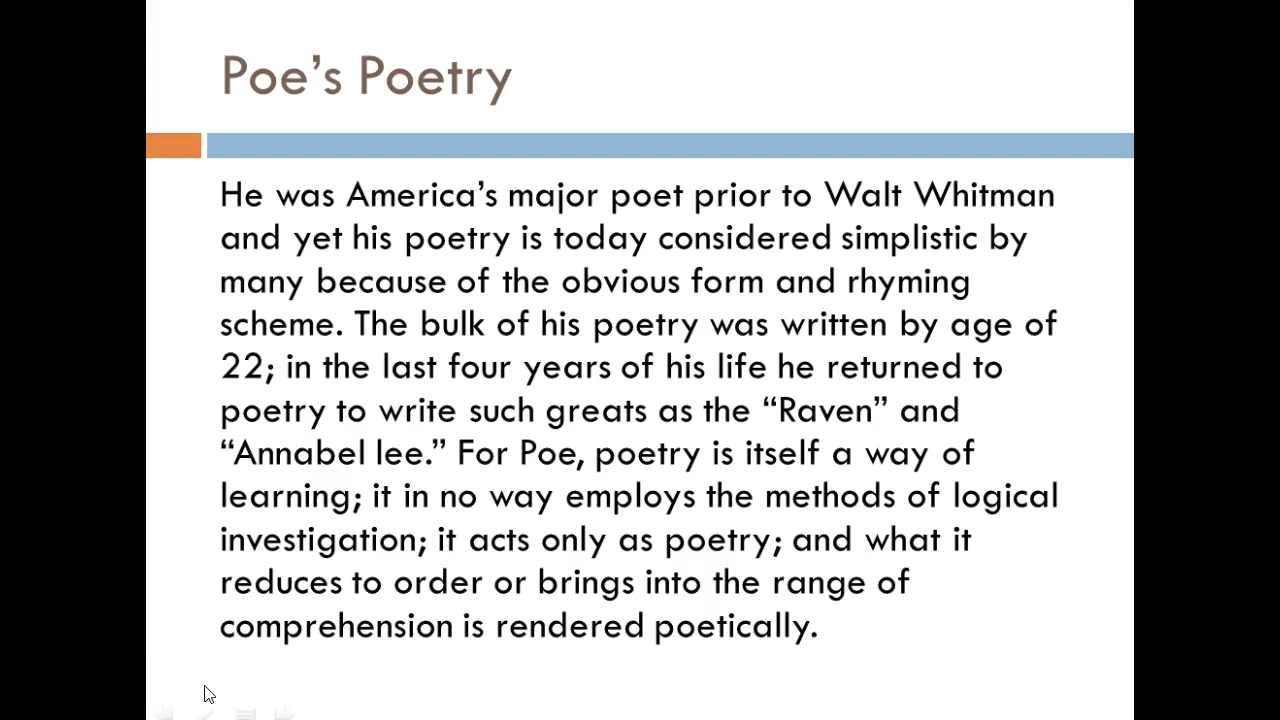 Poe’s Poetry
He was America’s major poet prior to Walt Whitman
and yet his poetry is today considered simplistic by
many because of the obvious form and rhyming
scheme. The bulk of his poetry was written by age of
22; in the last four years of his life he returned to
poetry to write such greats as the “Raven” and
“Annabel lee.” For Poe, poetry is itself a way of
learning; it in no way employs the methods of logical
investigation; it acts only as poetry; and what it
reduces to order or brings into the range of
comprehension is rendered poetically.